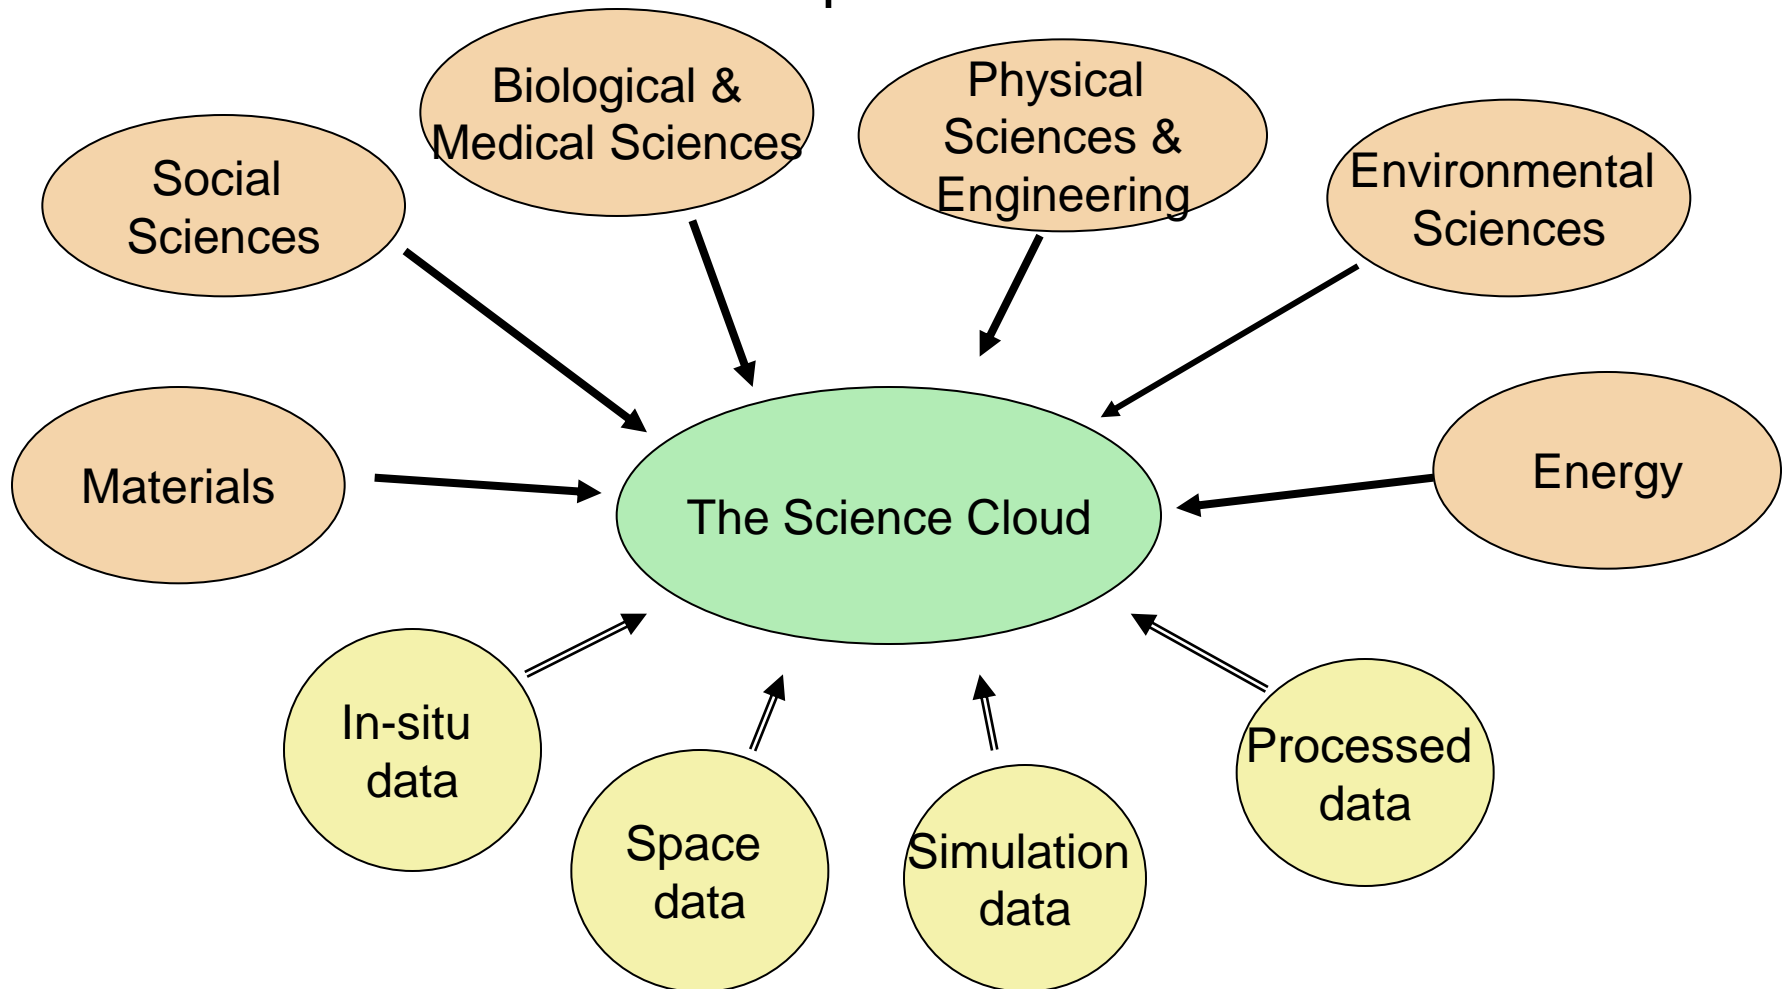 Biological &
Medical Sciences
Physical
Sciences &
Engineering
Social
Sciences
Environmental
Sciences
Materials
The Science Cloud
Energy
In-situ
data
Space
data
Simulation
data
Processed
data